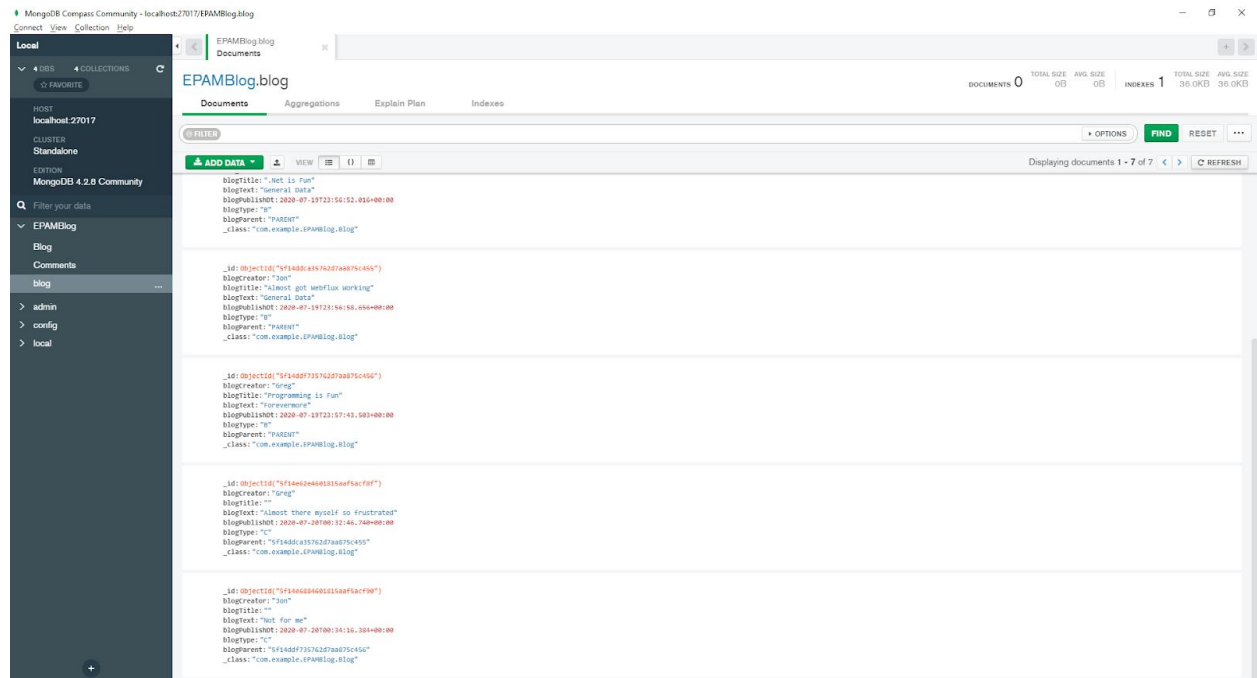 MongoDB Compass Community - localhost:27017/EPAMBlog.blog
Connect View Collection Help
Local
EPAMBlog.blog
Documents
4 DBS 4 COLLECTIONS
FAVORITE
HOST
localhost:27017
CLUSTER
Standalone
EDITION
MongoDB 4.2.8 Community
Filter your data
EPAMBlog
Blog
Comments
blog ...
admin
config
local
EPAMBlog.blog
DOCUMENTS 0 TOTAL SIZE 0B AVG. SIZE 0B INDEXES 1 TOTAL SIZE 36.0KB AVG. SIZE 36.0KB
Documents Aggregations Explain Plan Indexes
FILTER OPTIONS FIND RESET ...
ADD DATA VIEW {} Displaying documents 1 - 7 of 7 < > REFRESH
blogTitle: ".Net is Fun"
blogText: "General Data"
blogPublishDt: 2020-07-19T23:56:52.016+00:00
blogType: "B"
blogParent: "PARENT"
_class: "com.example.EPAMBlog.Blog"
_id: ObjectId("5f14ddca35762d7aa875c455")
blogCreator: "Jon"
blogTitle: "Almost got Webflux Working"
blogText: "General Data"
blogPublishDt: 2020-07-19T23:56:58.656+00:00
blogType: "B"
blogParent: "PARENT"
_class: "com.example.EPAMBlog.Blog"
_id: ObjectId("5f14ddf735762d7aa875c456")
blogCreator: "Greg"
blogTitle: "Programming is Fun"
blogText: "Forevermore"
blogPublishDt: 2020-07-19T23:57:43.503+00:00
blogType: "B"
blogParent: "PARENT"
_class: "com.example.EPAMBlog.Blog"
_id: ObjectId("5f14e62e4601815aaf5acf8f")
blogCreator: "Greg"
blogTitle: ""
blogText: "Almost there myself so frustrated"
blogPublishDt: 2020-07-20T00:32:46.740+00:00
blogType: "C"
blogParent: "5f14ddca35762d7aa875c455"
_class: "com.example.EPAMBlog.Blog"
_id: ObjectId("5f14e6884601815aaf5acf90")
blogCreator: "Jon"
blogTitle: ""
blogText: "Not for me"
blogPublishDt: 2020-07-20T00:34:16.384+00:00
blogType: "C"
blogParent: "5f14ddf735762d7aa875c456"
_class: "com.example.EPAMBlog.Blog"